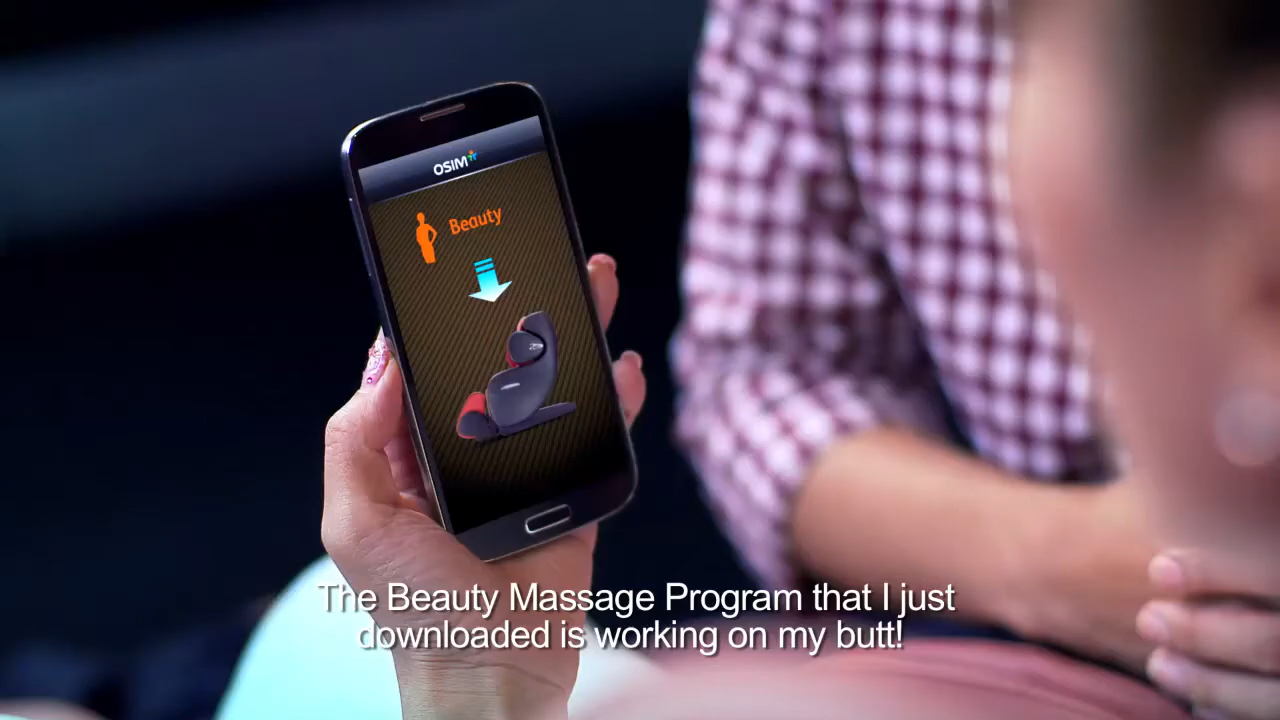 OSIM
Beauty
The Beauty Massage Program that I just
downloaded is working on my butt!